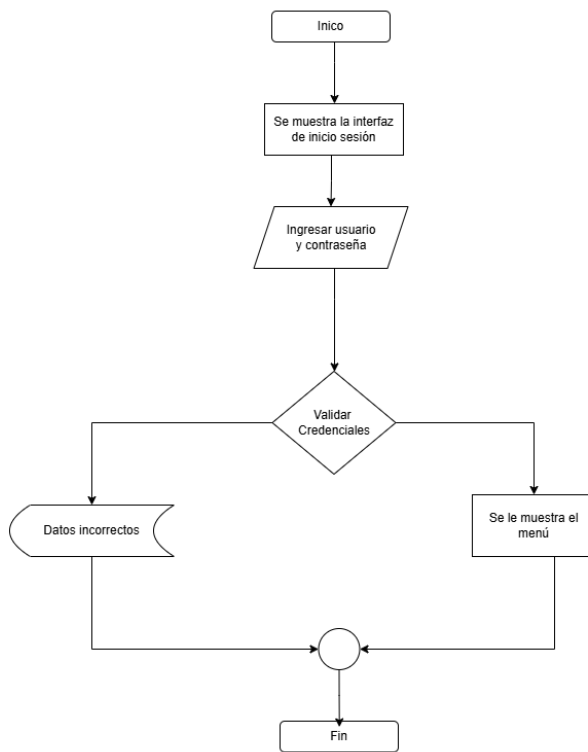 Inico
Se muestra la interfaz
de inicio sesión
Ingresar usuario
y contraseña
Validar
Credenciales
Datos incorrectos
Se le muestra el
menú
Fin